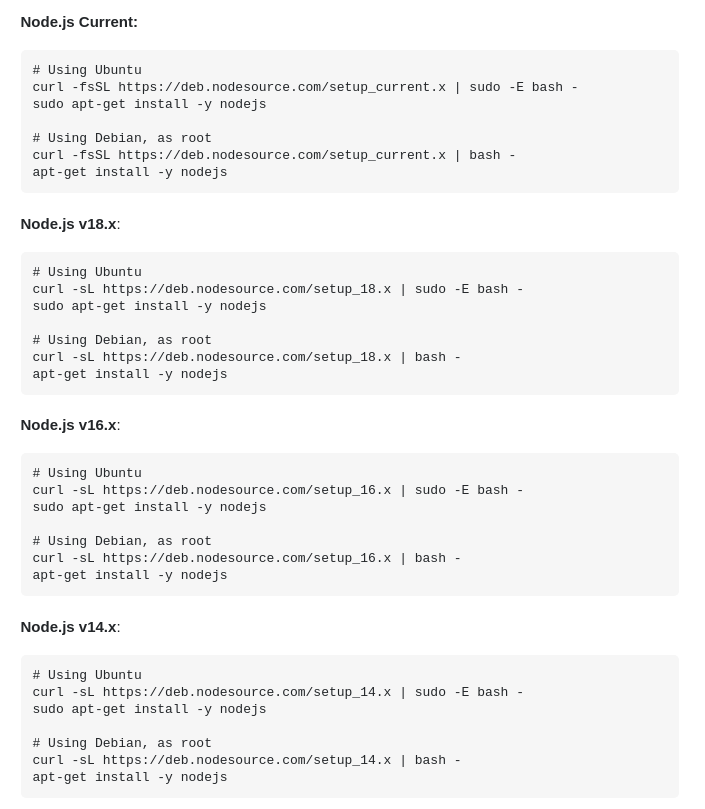 Node.js Current:
# Using Ubuntu
curl -fsSL https://deb.nodesource.com/setup_current.x | sudo -E bash -
sudo apt-get install -y nodejs
# Using Debian, as root
curl -fsSL https://deb.nodesource.com/setup_current.x | bash -
apt-get install -y nodejs
Node.js v18.x:
# Using Ubuntu
curl -sL https://deb.nodesource.com/setup_18.x | sudo -E bash -
sudo apt-get install -y nodejs
# Using Debian, as root
curl -sL https://deb.nodesource.com/setup_18.x | bash -
apt-get install -y nodejs
Node.js v16.x:
# Using Ubuntu
curl -sL https://deb.nodesource.com/setup_16.x | sudo -E bash -
sudo apt-get install -y nodejs
# Using Debian, as root
curl -sL https://deb.nodesource.com/setup_16.x | bash -
apt-get install -y nodejs
Node.js v14.x:
# Using Ubuntu
curl -sL https://deb.nodesource.com/setup_14.x | sudo -E bash -
sudo apt-get install -y nodejs
# Using Debian, as root
curl -sL https://deb.nodesource.com/setup_14.x | bash -
apt-get install -y nodejs